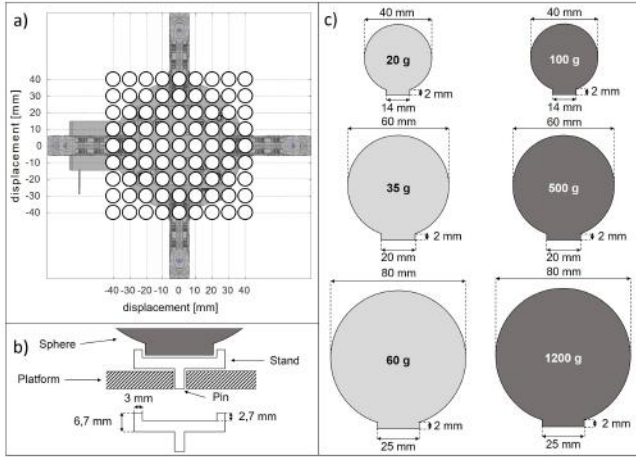 a)
displacement [mm]
40
30
20
10
0
-10
-20
-30
-40
-40 -30 -20 -10 0 10 20 30 40
displacement [mm]
b)
Sphere
Stand
Platform
Pin
3 mm
6,7 mm
2,7 mm
c)
40 mm
40 mm
20 g
100 g
2 mm
2 mm
14 mm
14 mm
60 mm
60 mm
35 g
500 g
2 mm
2 mm
20 mm
20 mm
80 mm
80 mm
60 g
1200 g
2 mm
2 mm
25 mm
25 mm